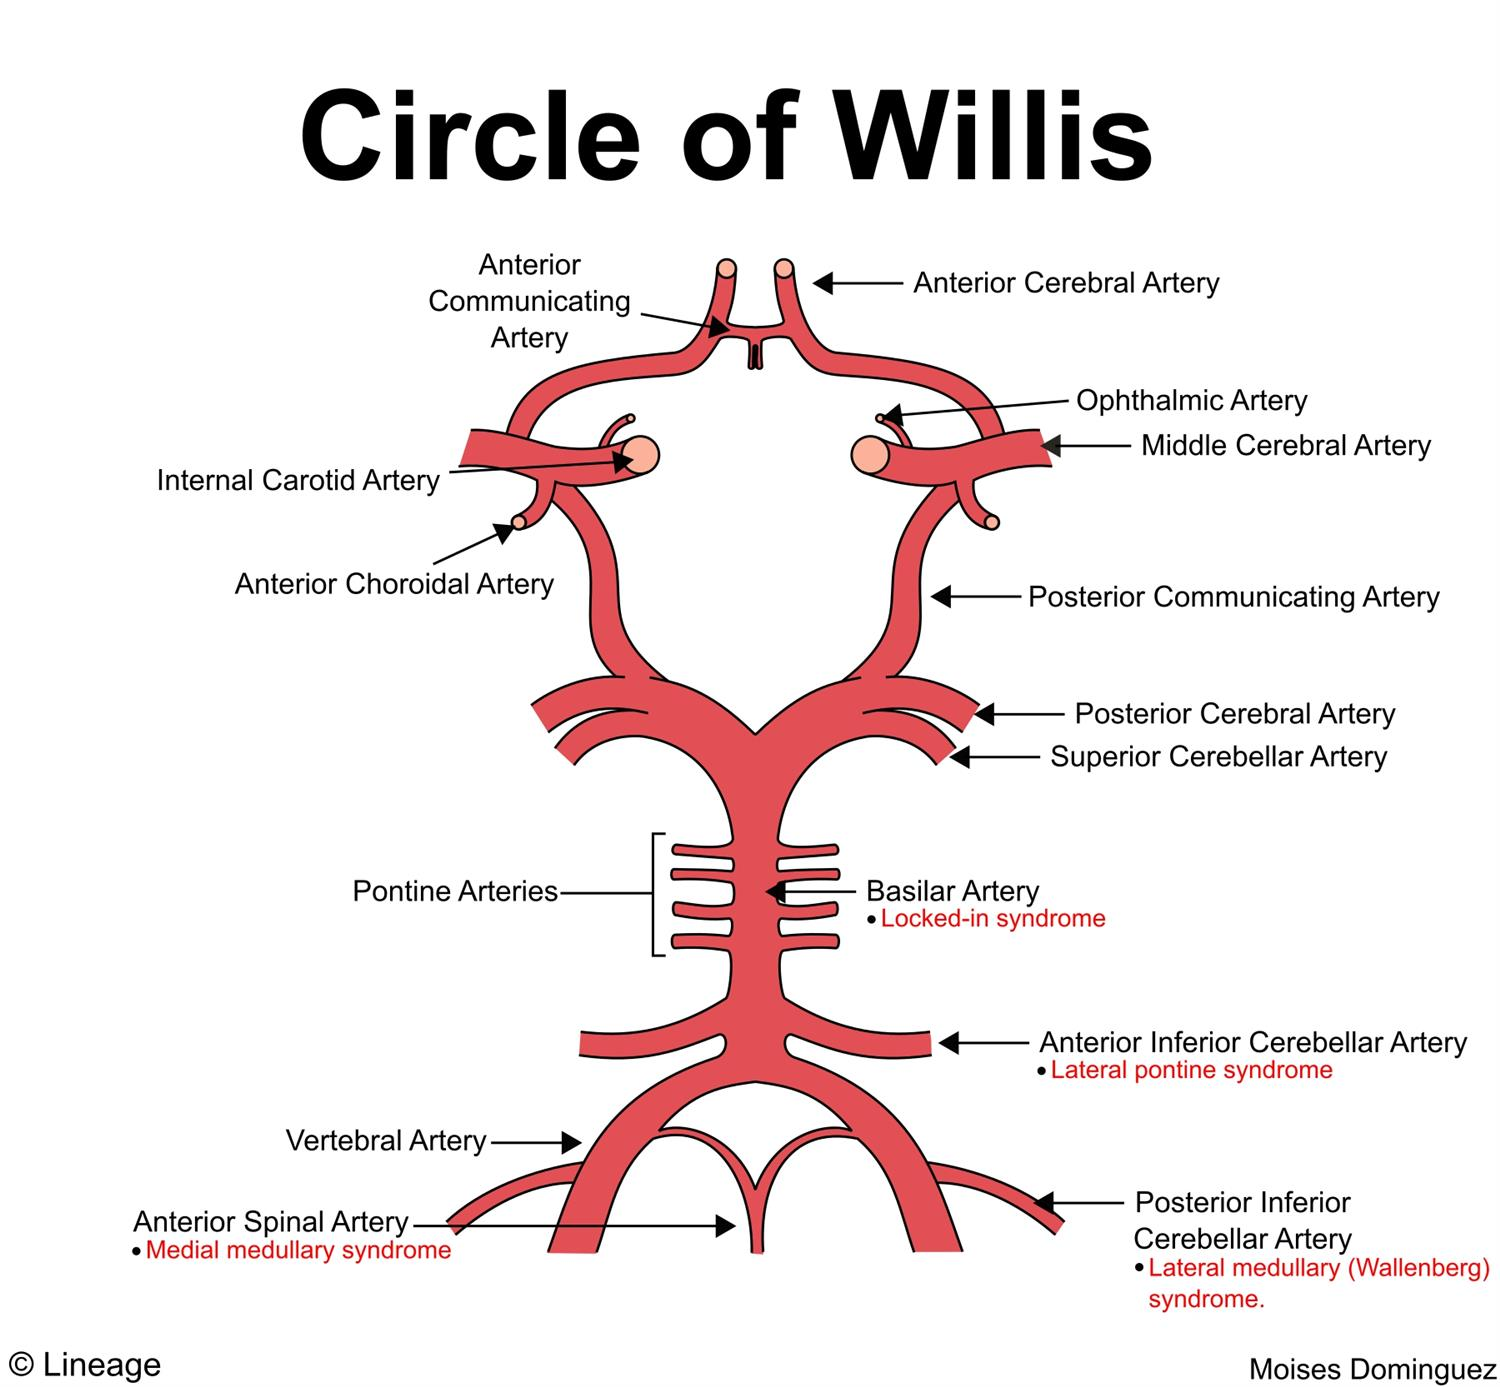 Circle of Willis
Anterior
Communicating
Artery
Anterior Cerebral Artery
Ophthalmic Artery
Middle Cerebral Artery
Internal Carotid Artery
Anterior Choroidal Artery
Posterior Communicating Artery
Posterior Cerebral Artery
Superior Cerebellar Artery
Pontine Arteries
Basilar Artery
• Locked-in syndrome
Anterior Inferior Cerebellar Artery
• Lateral pontine syndrome
Vertebral Artery
Anterior Spinal Artery
• Medial medullary syndrome
Posterior Inferior
Cerebellar Artery
• Lateral medullary (Wallenberg)
syndrome.
© Lineage
Moises Dominguez